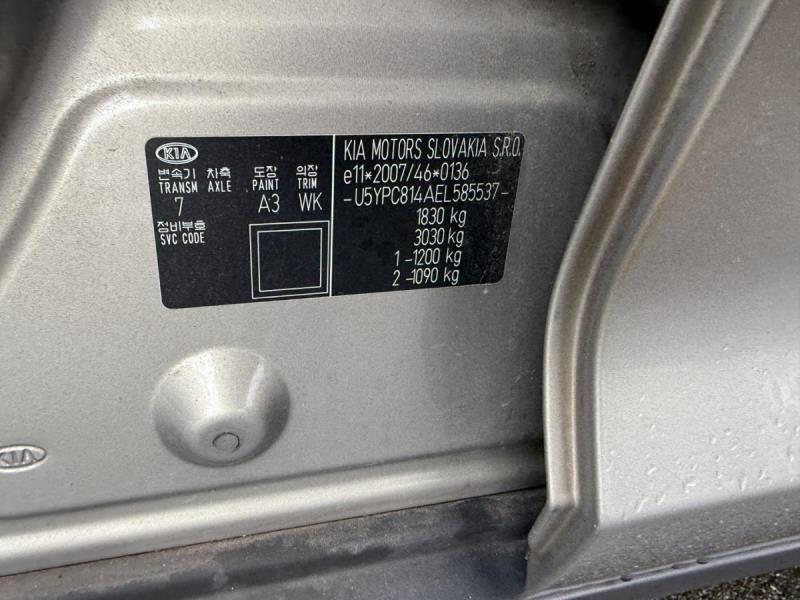 KIA
변속기 차축 도장 의장
TRANSM AXLE PAINT TRIM
7 A3 WK
정비부호
SVC CODE
KIA MOTORS SLOVAKIA S.R.O.
e11*2007/46*0136
-U5YPC814AEL585537-
1830 kg
3030 kg
1 -1200 kg
2 -1090 kg
KIA